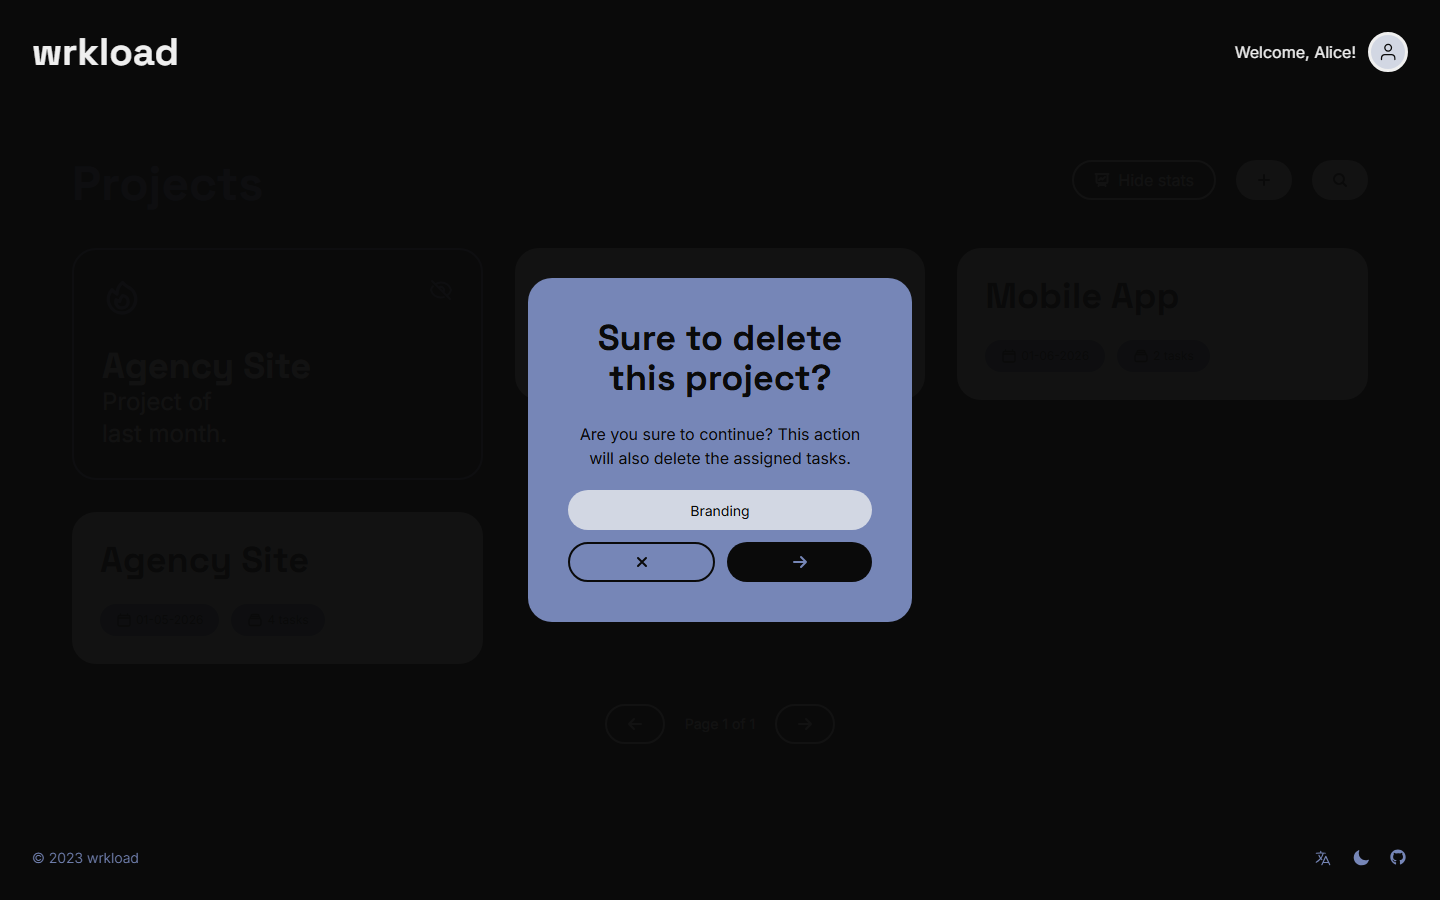 wrkload
Welcome, Alice!
Projects
Hide stats
Agency Site
Project of
last month.
Mobile App
Sure to delete
this project?
Are you sure to continue? This action
will also delete the assigned tasks.
Branding
Agency Site
Page 1 of 1
© 2023 wrkload